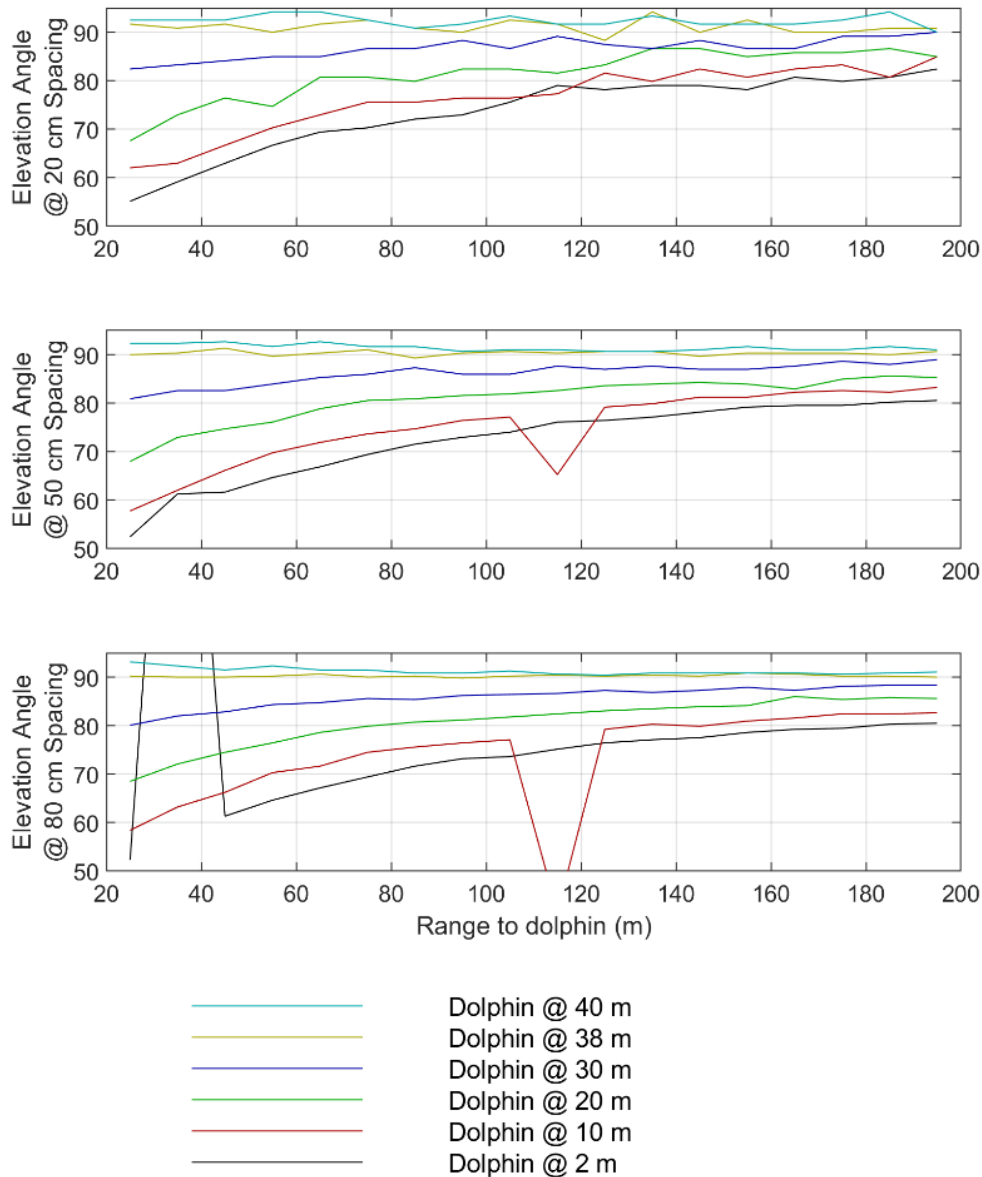 Elevation Angle
@ 20 cm Spacing
90
80
70
60
50
20 40 60 80 100 120 140 160 180 200
Elevation Angle
@ 50 cm Spacing
90
80
70
60
50
20 40 60 80 100 120 140 160 180 200
Elevation Angle
@ 80 cm Spacing
90
80
70
60
50
20 40 60 80 100 120 140 160 180 200
Range to dolphin (m)
Dolphin @ 40 m
Dolphin @ 38 m
Dolphin @ 30 m
Dolphin @ 20 m
Dolphin @ 10 m
Dolphin @ 2 m